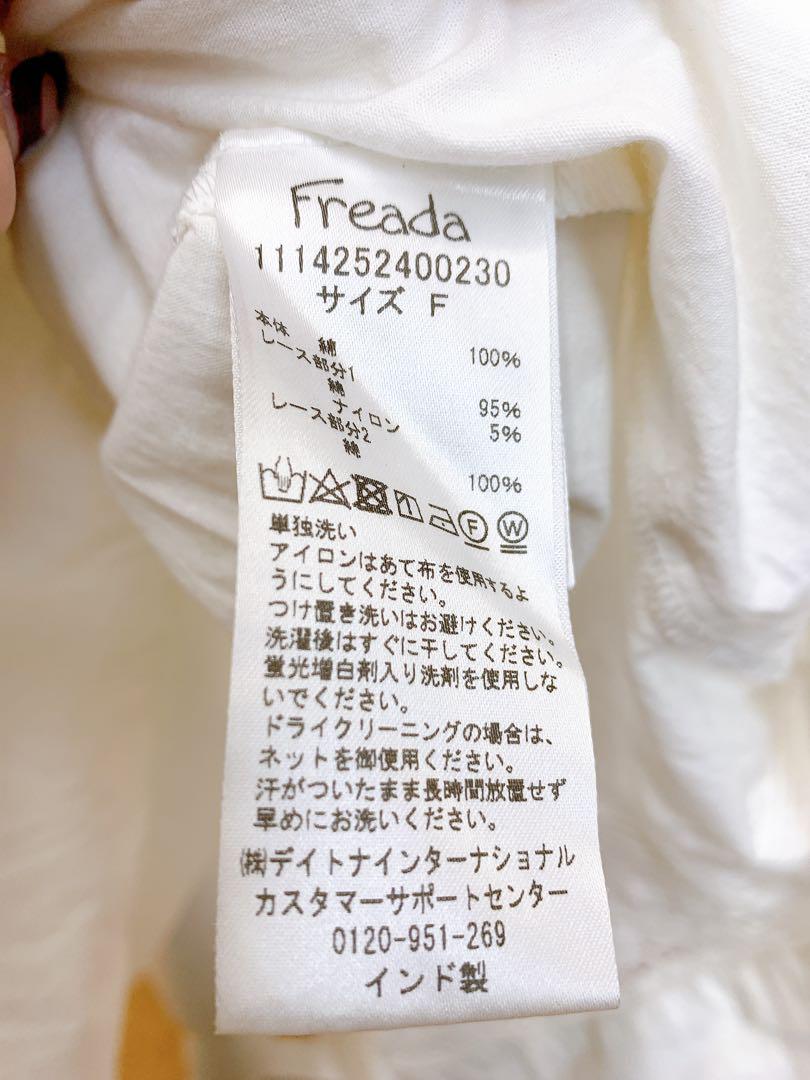 Freada
1114252400230
サイズ F
本体
綿 100%
レース部分1
綿 95%
ナイロン 5%
レース部分2
綿 100%
F W
単独洗い
アイロンはあて布を使用するよ
うにしてください。
つけ置き洗いはお避けください。
洗濯後はすぐに干してください。
蛍光増白剤入り洗剤を使用しな
いでください。
ドライクリーニングの場合は、
ネットを御使用ください。
汗がついたまま長時間放置せず
早めにお洗いください。
㈱デイトナインターナショナル
カスタマーサポートセンター
0120-951-269
インド製